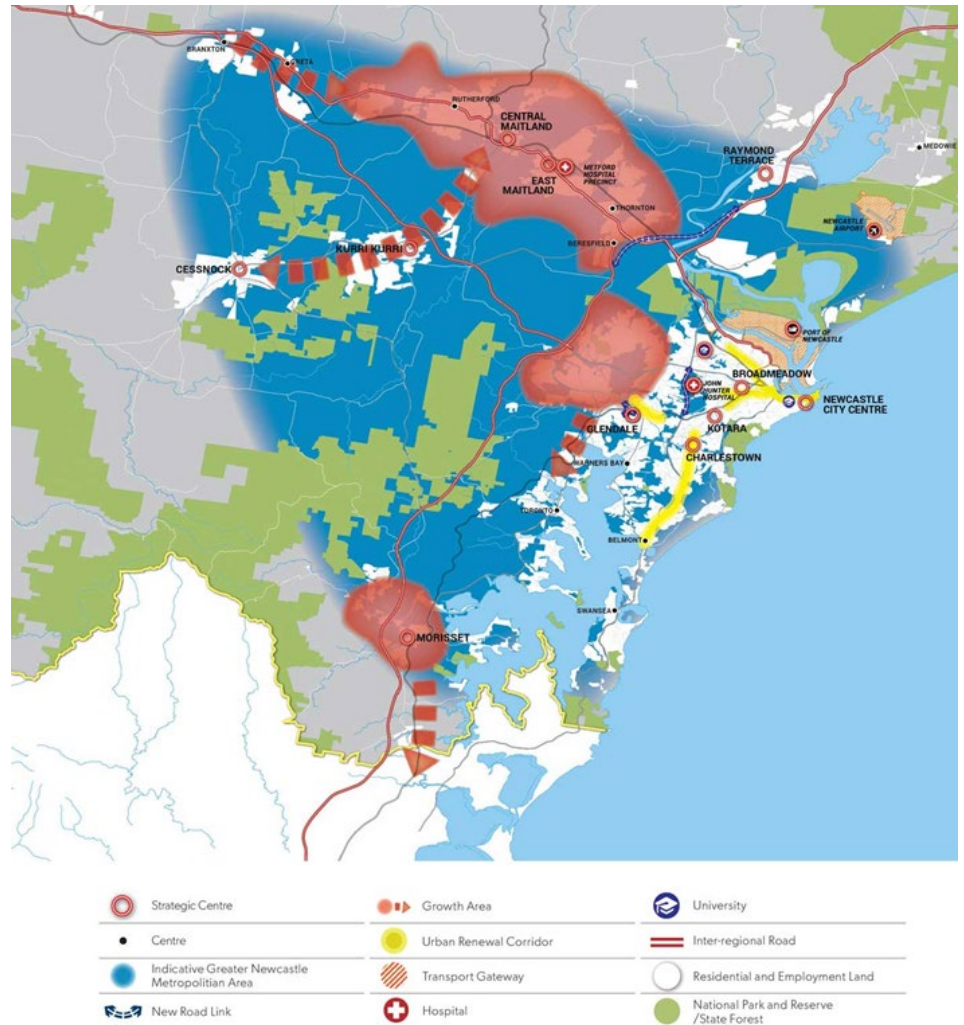 BRANXTON
GRETA
RUTHERFORD
CENTRAL
MAITLAND
EAST
MAITLAND
METFORD
HOSPITAL
PRECINCT
RAYMOND
TERRACE
MEDOWIE
THORNTON
NEWCASTLE
AIRPORT
BERESFIELD
KURRI KURRI
CESSNOCK
PORT OF
NEWCASTLE
BROADMEADOW
JOHN
HUNTER
HOSPITAL
NEWCASTLE
CITY CENTRE
GLENDALE
KOTARA
CHARLESTOWN
WARNERS BAY
TORONTO
BELMONT
SWANSEA
MORISSET
Strategic Centre
Growth Area
University
Centre
Urban Renewal Corridor
Inter-regional Road
Indicative Greater Newcastle
Metropolitian Area
Transport Gateway
Residential and Employment Land
New Road Link
Hospital
National Park and Reserve
/State Forest